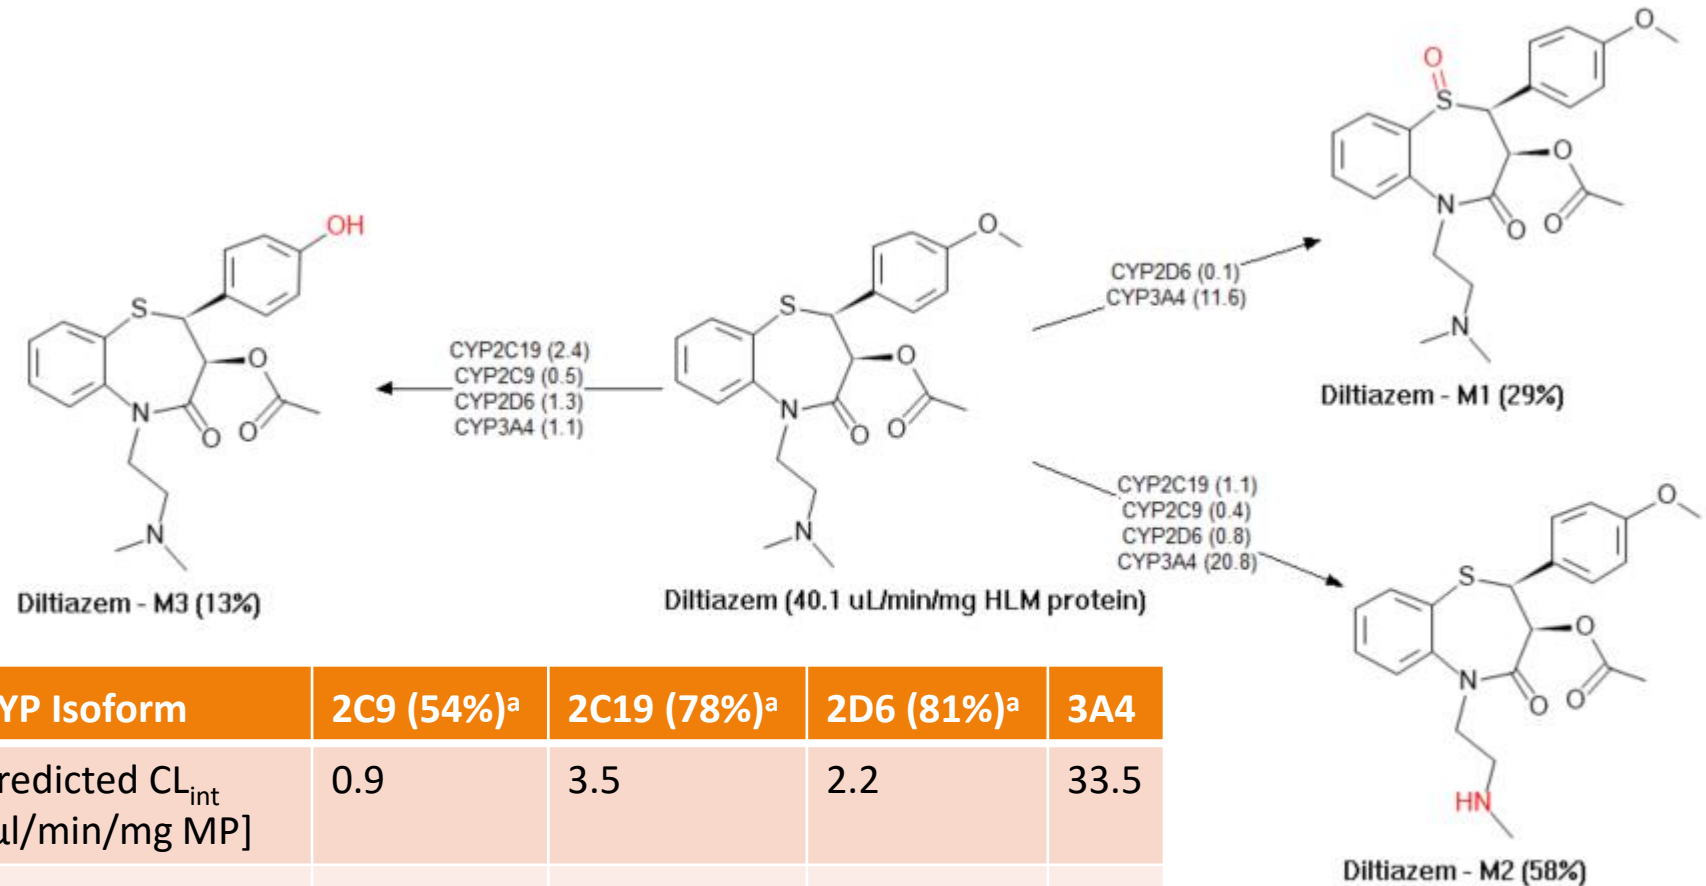 O
O
S
O
N
O
O
N
Diltiazem - M1 (29%)
CYP2D6 (0.1)
CYP3A4 (11.6)
OH
S
O
N
O
O
N
Diltiazem - M3 (13%)
CYP2C19 (2.4)
CYP2C9 (0.5)
CYP2D6 (1.3)
CYP3A4 (1.1)
O
S
O
N
O
O
N
Diltiazem (40.1 uL/min/mg HLM protein)
CYP2C19 (1.1)
CYP2C9 (0.4)
CYP2D6 (0.8)
CYP3A4 (20.8)
O
S
O
N
O
O
HN
Diltiazem - M2 (58%)
YP Isoform 2C9 (54%)ᵃ 2C19 (78%)ᵃ 2D6 (81%)ᵃ 3A4
redicted CLint 0.9 3.5 2.2 33.5
µl/min/mg MP]